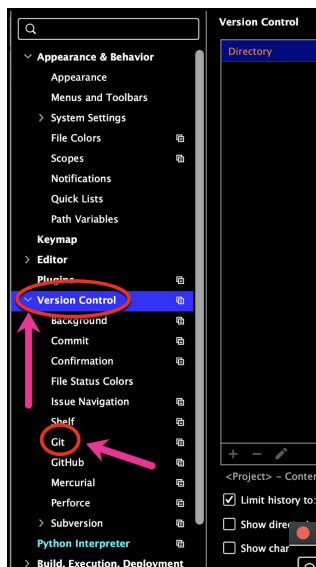 Version Control
Directory
Appearance & Behavior
Appearance
Menus and Toolbars
System Settings
File Colors
Scopes
Notifications
Quick Lists
Path Variables
Keymap
Editor
Plugins
Version Control
Background
Commit
Confirmation
File Status Colors
Issue Navigation
Shelf
Git
GitHub
Mercurial
Perforce
Subversion
Python Interpreter
Build, Execution, Deployment
<Project> – Conten
Limit history to:
Show direc
Show char